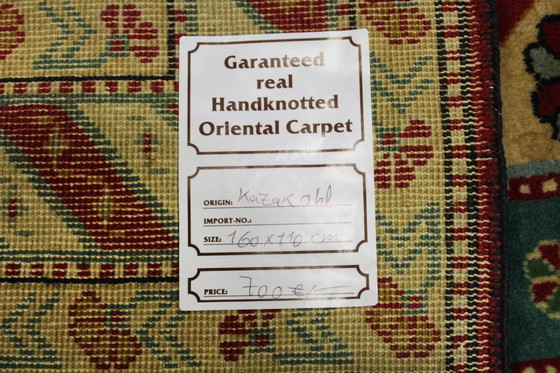 Garanteed
real
Handknotted
Oriental Carpet
ORIGIN: Kazak old
IMPORT-NO.:
SIZE: 160 x 110 cm
PRICE: 700 €,—